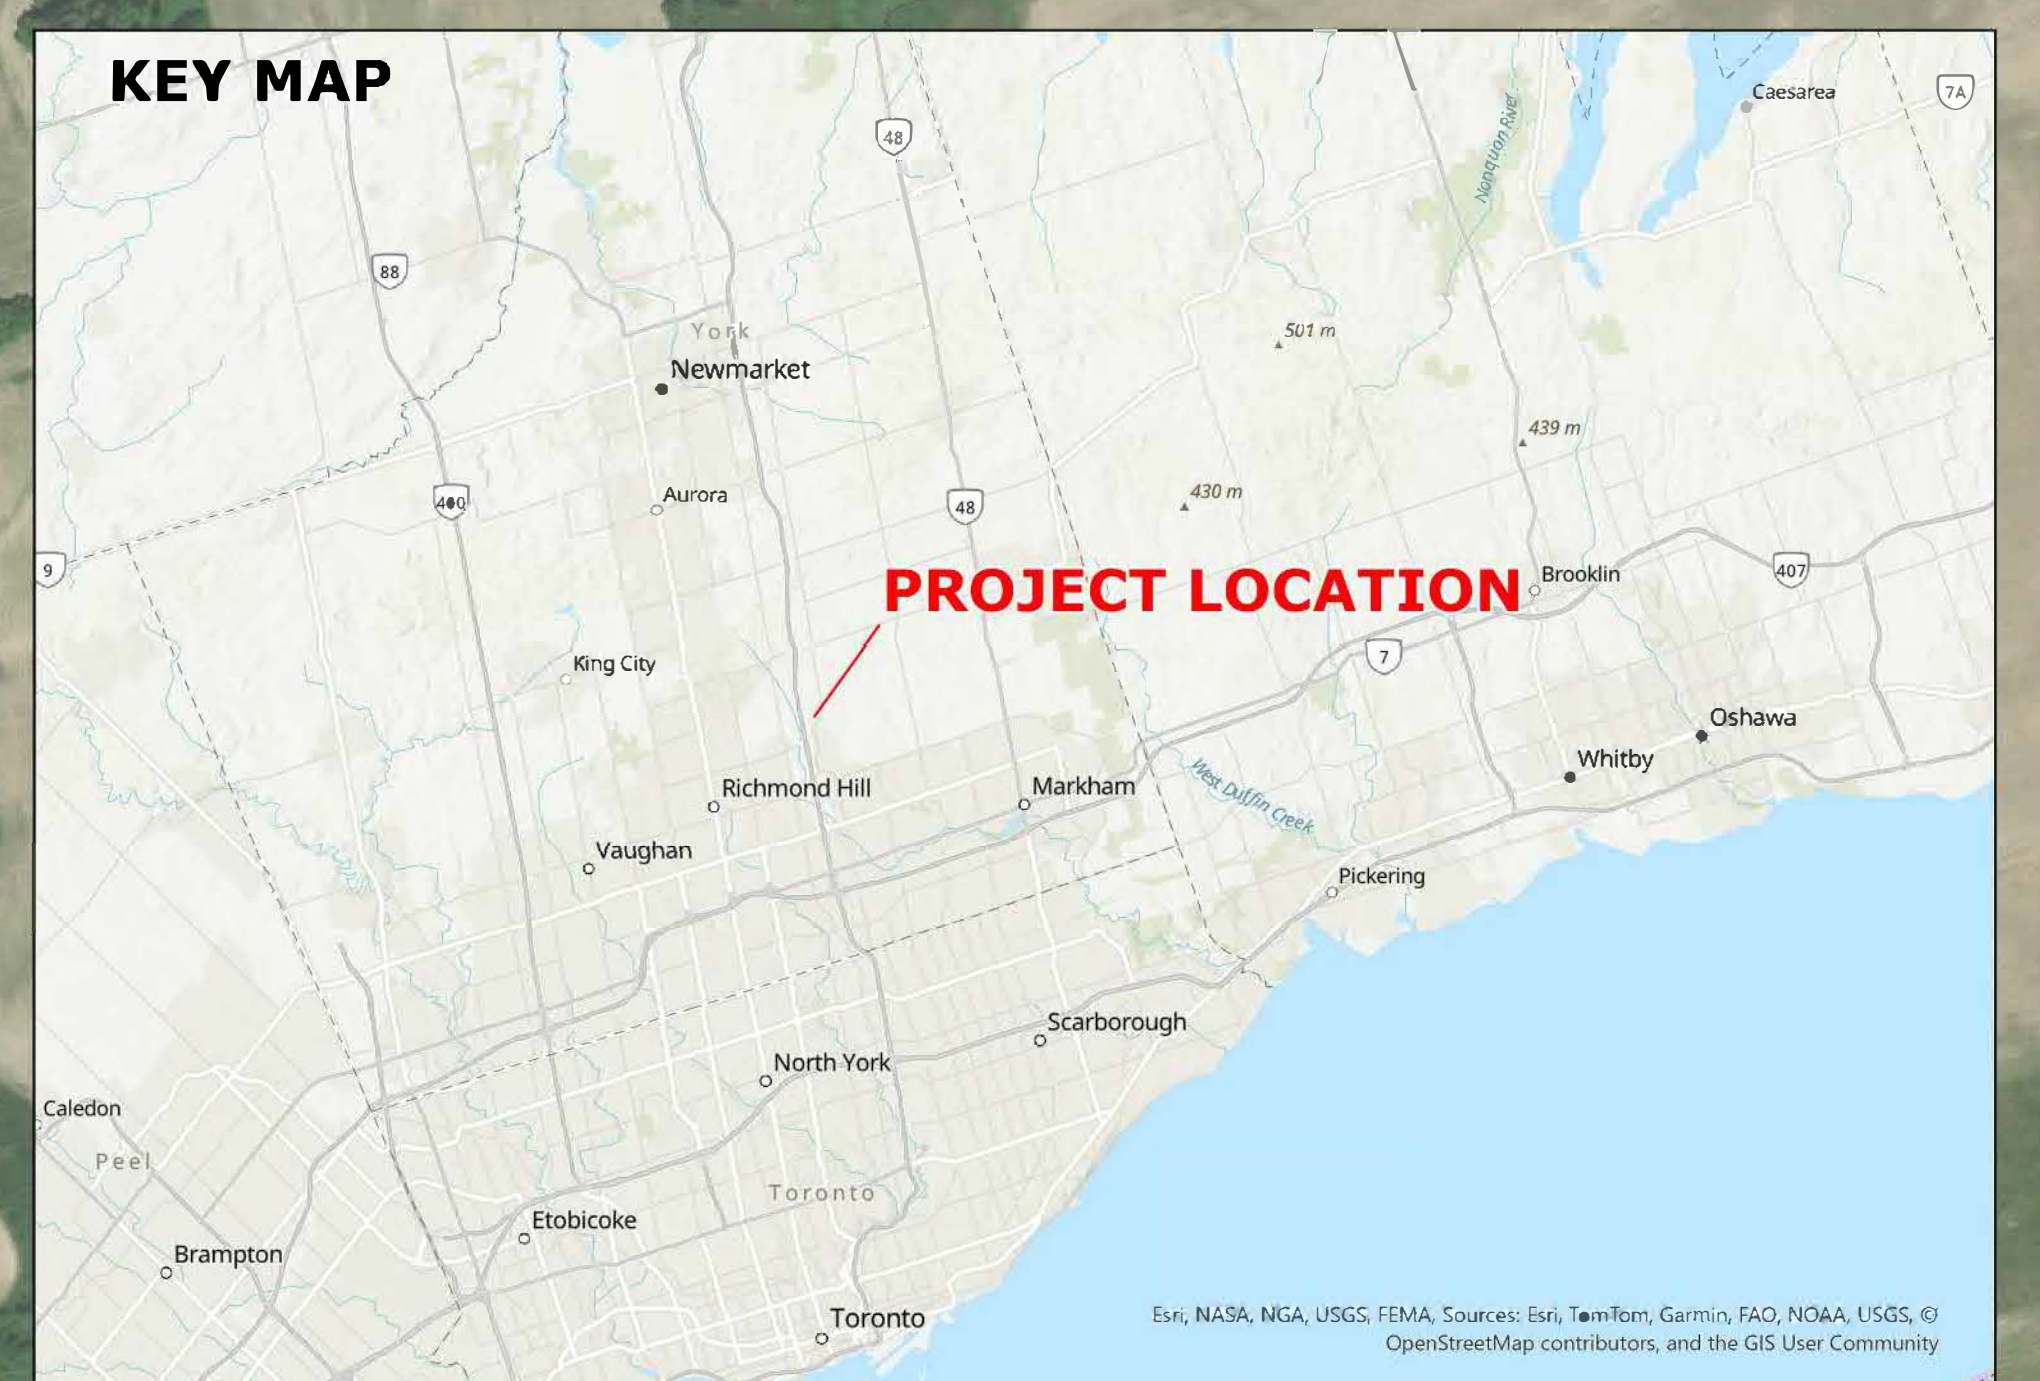 KEY MAP
Caesarea
7A
Nonquon River
48
88
501 m
York
Newmarket
439 m
430 m
400
Aurora
48
9
PROJECT LOCATION
Brooklin
407
7
King City
Oshawa
Whitby
Richmond Hill
Markham
West Duffin Creek
Vaughan
Pickering
Scarborough
North York
Caledon
Peel
Toronto
Etobicoke
Brampton
Toronto
Esri, NASA, NGA, USGS, FEMA, Sources: Esri, TomTom, Garmin, FAO, NOAA, USGS, ©
OpenStreetMap contributors, and the GIS User Community